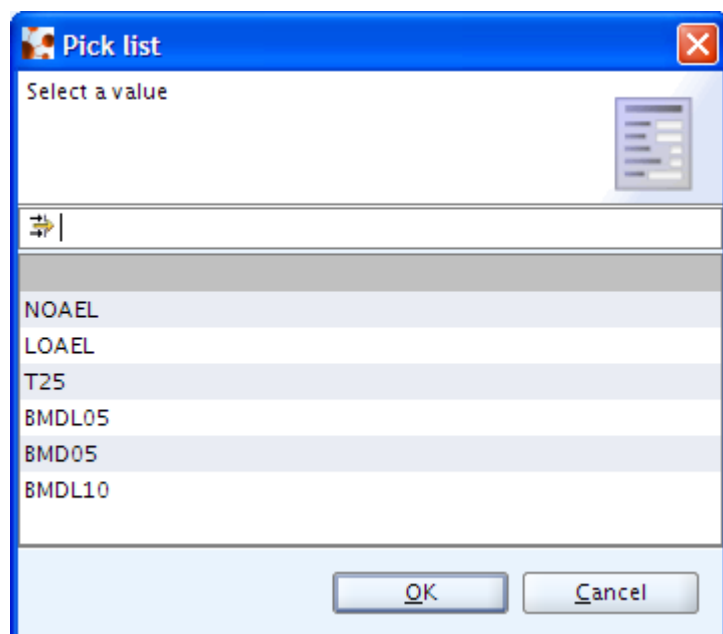 Pick list
Select a value
NOAEL
LOAEL
T25
BMDL05
BMD05
BMDL10
OK
Cancel